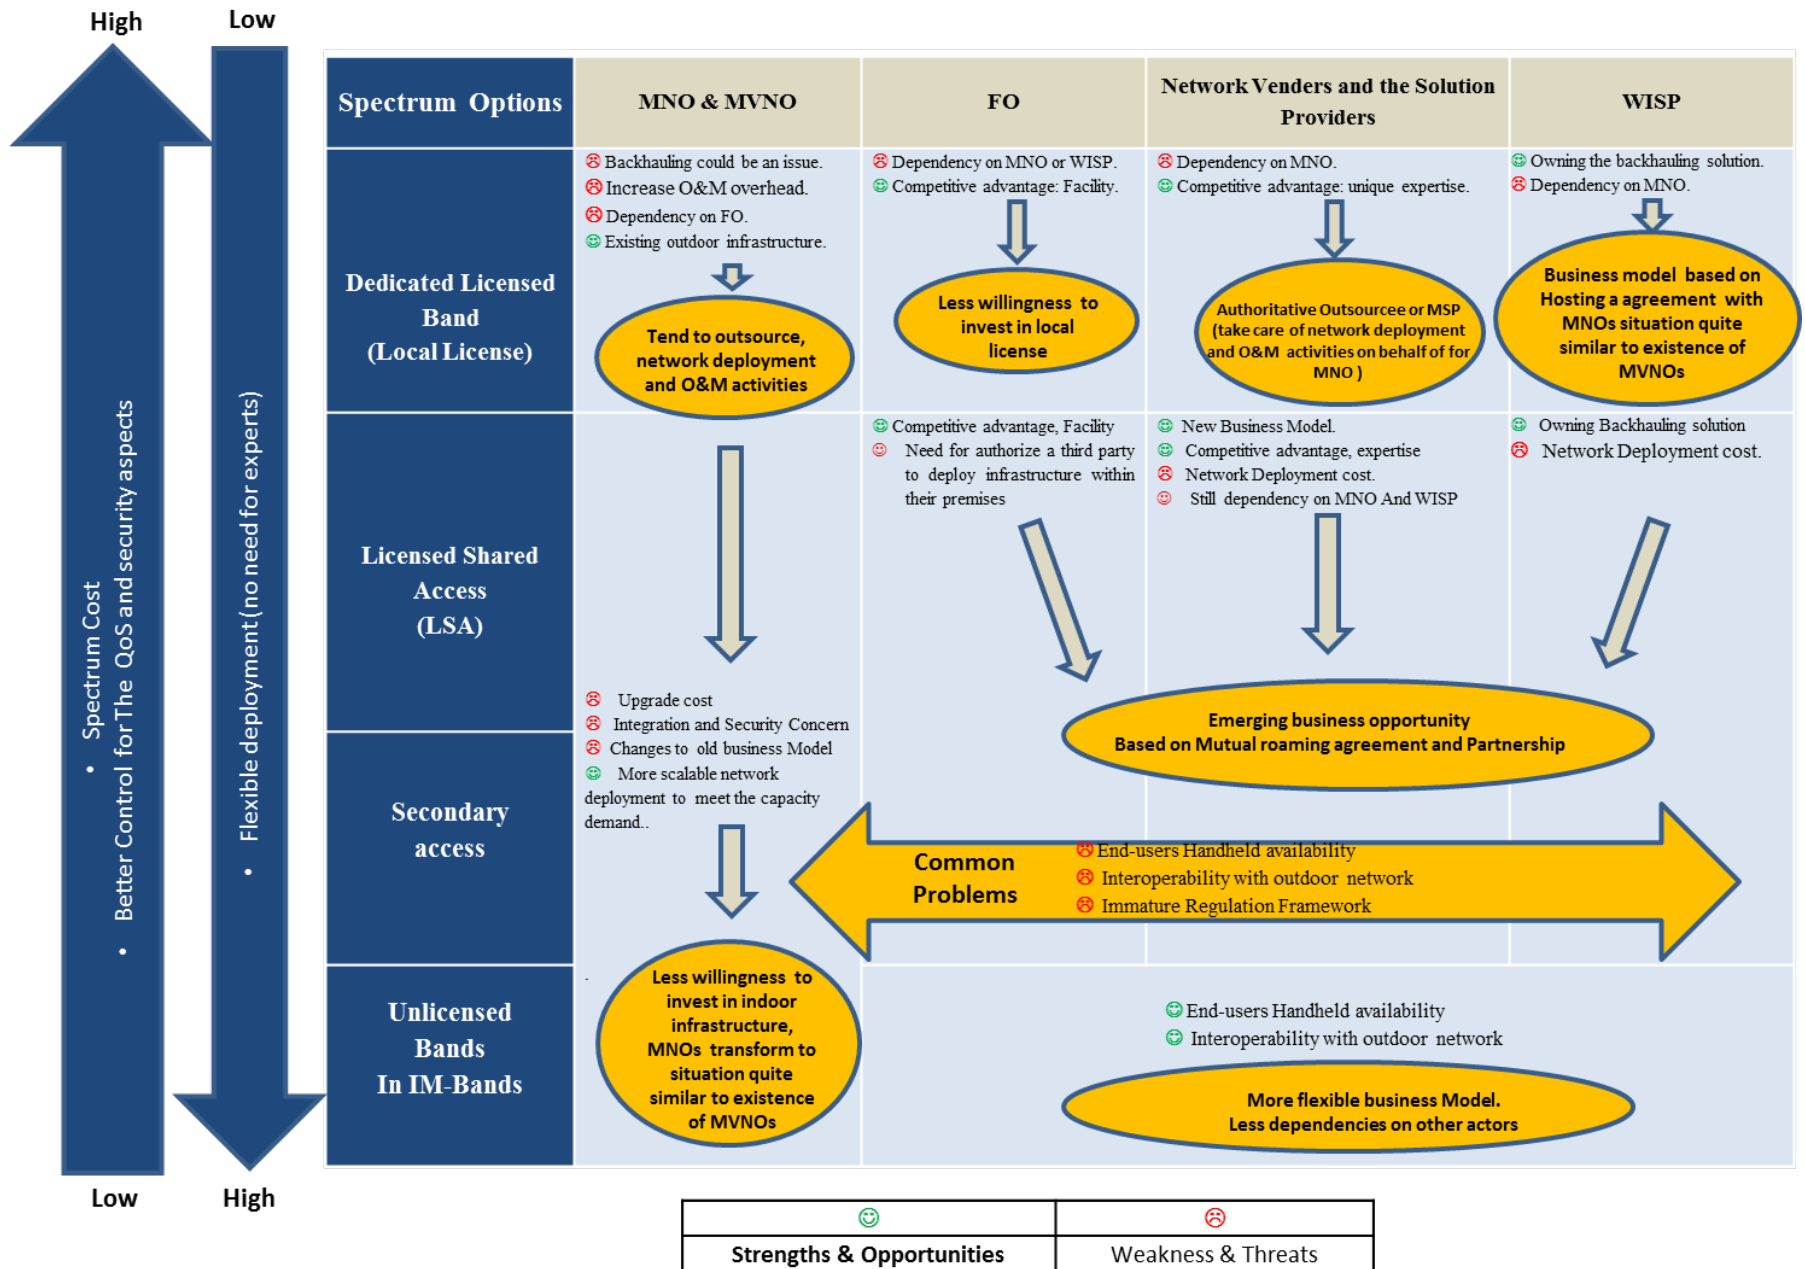 High
Low
Spectrum Options
MNO & MVNO
FO
Network Venders and the Solution
Providers
WISP
• Spectrum Cost
• Better Control for The QoS and security aspects
• Flexible deployment (no need for experts)
Dedicated Licensed
Band
(Local License)
Backhauling could be an issue.
Increase O&M overhead.
Dependency on FO.
Existing outdoor infrastructure.
Tend to outsource,
network deployment
and O&M activities
Dependency on MNO or WISP.
Competitive advantage: Facility.
Less willingness to
invest in local
license
Dependency on MNO.
Competitive advantage: unique expertise.
Authoritative Outsourcee or MSP
(take care of network deployment
and O&M activities on behalf of for
MNO )
Owning the backhauling solution.
Dependency on MNO.
Business model based on
Hosting a agreement with
MNOs situation quite
similar to existence of
MVNOs
Licensed Shared
Access
(LSA)
Competitive advantage, Facility
Need for authorize a third party
to deploy infrastructure within
their premises
New Business Model.
Competitive advantage, expertise
Network Deployment cost.
Still dependency on MNO And WISP
Owning Backhauling solution
Network Deployment cost.
Upgrade cost
Integration and Security Concern
Changes to old business Model
More scalable network
deployment to meet the capacity
demand..
Emerging business opportunity
Based on Mutual roaming agreement and Partnership
Secondary
access
Common
Problems
End-users Handheld availability
Interoperability with outdoor network
Immature Regulation Framework
Unlicensed
Bands
In IM-Bands
.
Less willingness to
invest in indoor
infrastructure,
MNOs transform to
situation quite
similar to existence
of MVNOs
End-users Handheld availability
Interoperability with outdoor network
More flexible business Model.
Less dependencies on other actors
Low
High
Strengths & Opportunities
Weakness & Threats